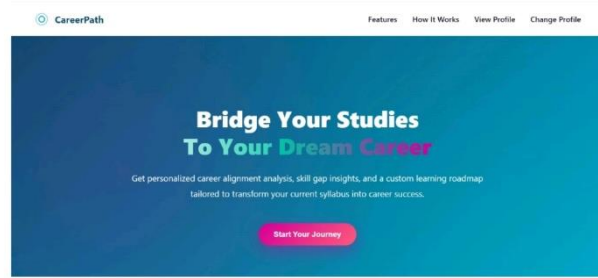 CareerPath
Features How It Works View Profile Change Profile
Bridge Your Studies
To Your Dream Career
Get personalized career alignment analysis, skill gap insights, and a custom learning roadmap
tailored to transform your current syllabus into career success.
Start Your Journey